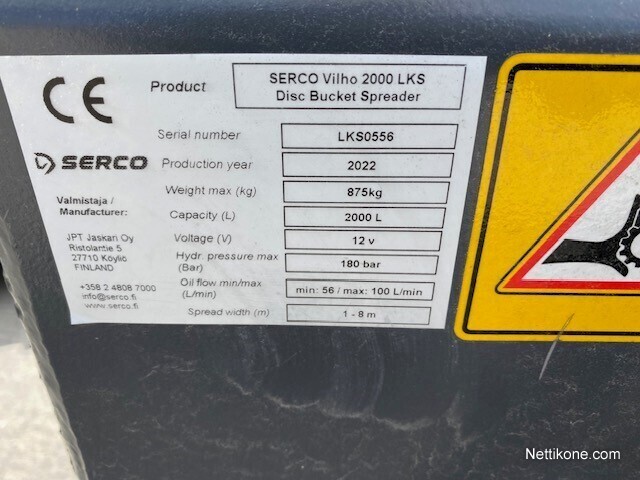 CE
Product
SERCO Vilho 2000 LKS
Disc Bucket Spreader
Serial number LKS0556
SERCO
Production year 2022
Weight max (kg) 875kg
Valmistaja /
Manufacturer:
Capacity (L) 2000 L
JPT Jaskari Oy
Ristolantie 5
27710 Köyliö
FINLAND
Voltage (V) 12 v
Hydr. pressure max
(Bar) 180 bar
+358 2 4808 7000
info@serco.fi
www.serco.fi
Oil flow min/max
(L/min) min: 56 / max: 100 L/min
Spread width (m) 1 - 8 m
Nettikone.com